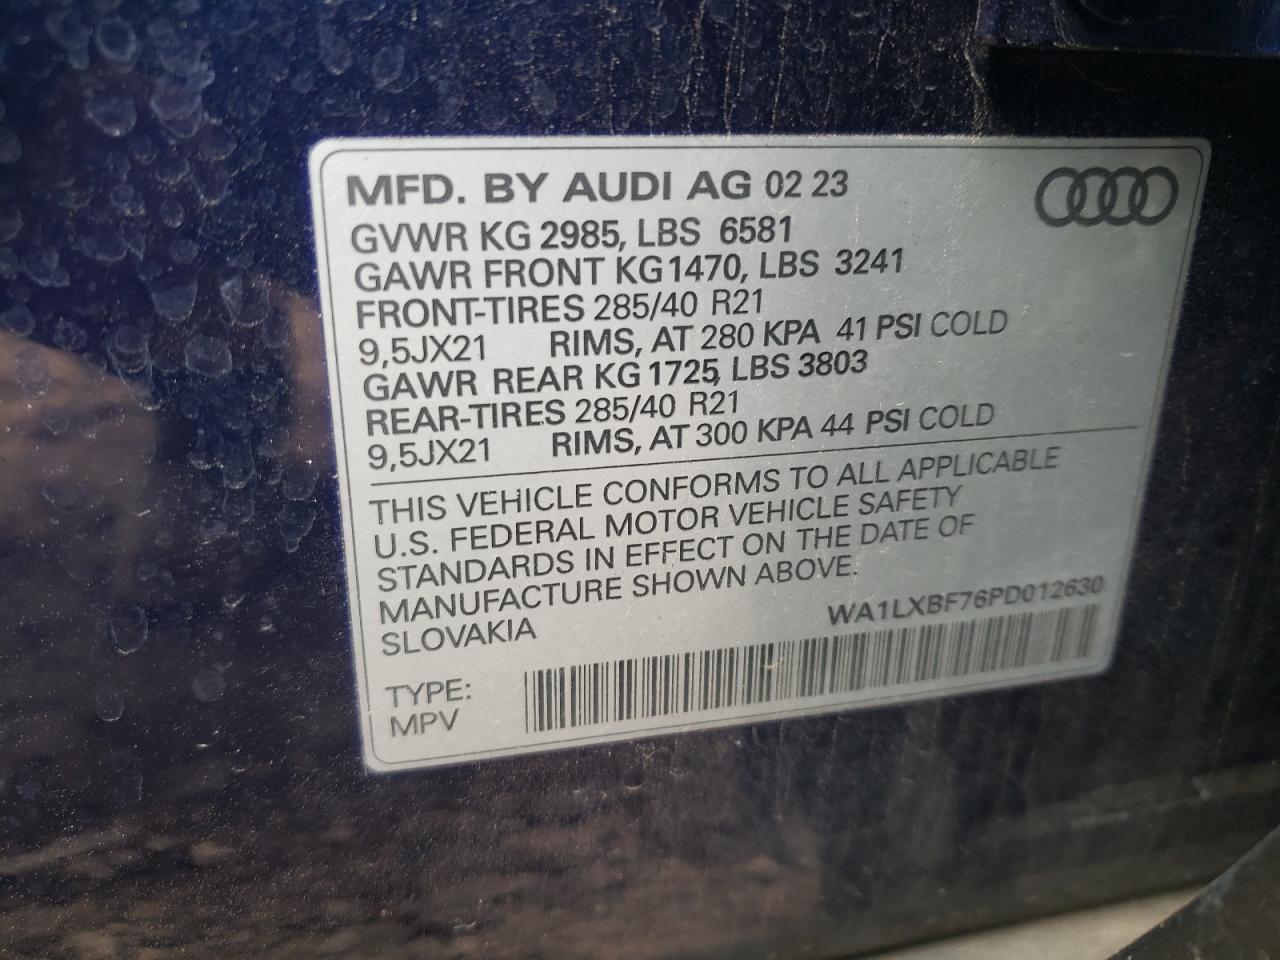 MFD. BY AUDI AG 02 23
GVWR KG 2985, LBS 6581
GAWR FRONT KG 1470, LBS 3241
FRONT-TIRES 285/40 R21
9,5JX21 RIMS, AT 280 KPA 41 PSI COLD
GAWR REAR KG 1725, LBS 3803
REAR-TIRES 285/40 R21
9,5JX21 RIMS, AT 300 KPA 44 PSI COLD
THIS VEHICLE CONFORMS TO ALL APPLICABLE
U.S. FEDERAL MOTOR VEHICLE SAFETY
STANDARDS IN EFFECT ON THE DATE OF
MANUFACTURE SHOWN ABOVE.
SLOVAKIA
WA1LXBF76PD012630
TYPE:
MPV